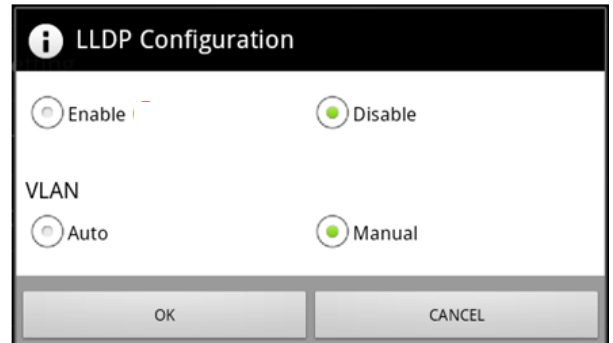 LLDP Configuration
Enable Disable
VLAN
Auto Manual
OK CANCEL